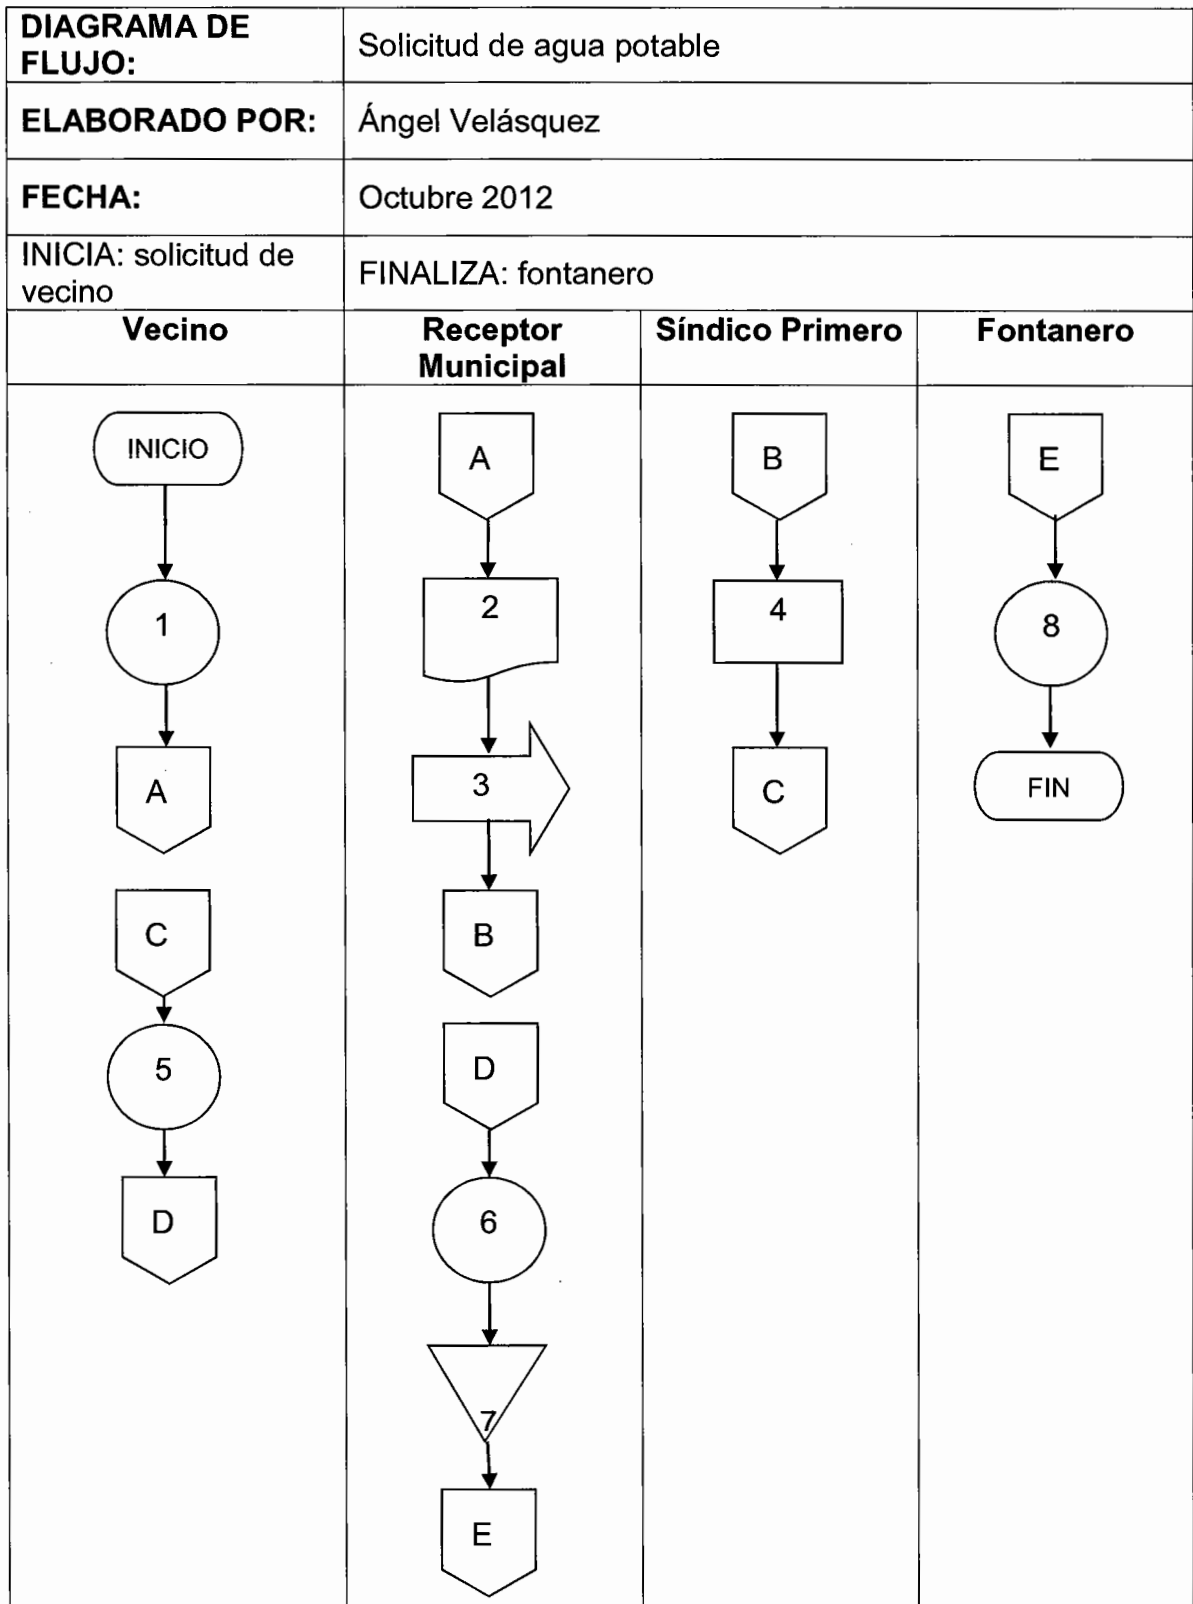 DIAGRAMA DE
FLUJO:
Solicitud de agua potable
ELABORADO POR:
Ángel Velásquez
FECHA:
Octubre 2012
INICIA: solicitud de
vecino
FINALIZA: fontanero
Vecino
Receptor
Municipal
Síndico Primero
Fontanero
INICIO
1
A
C
5
D
A
2
3
B
D
6
7
E
B
4
C
E
8
FIN